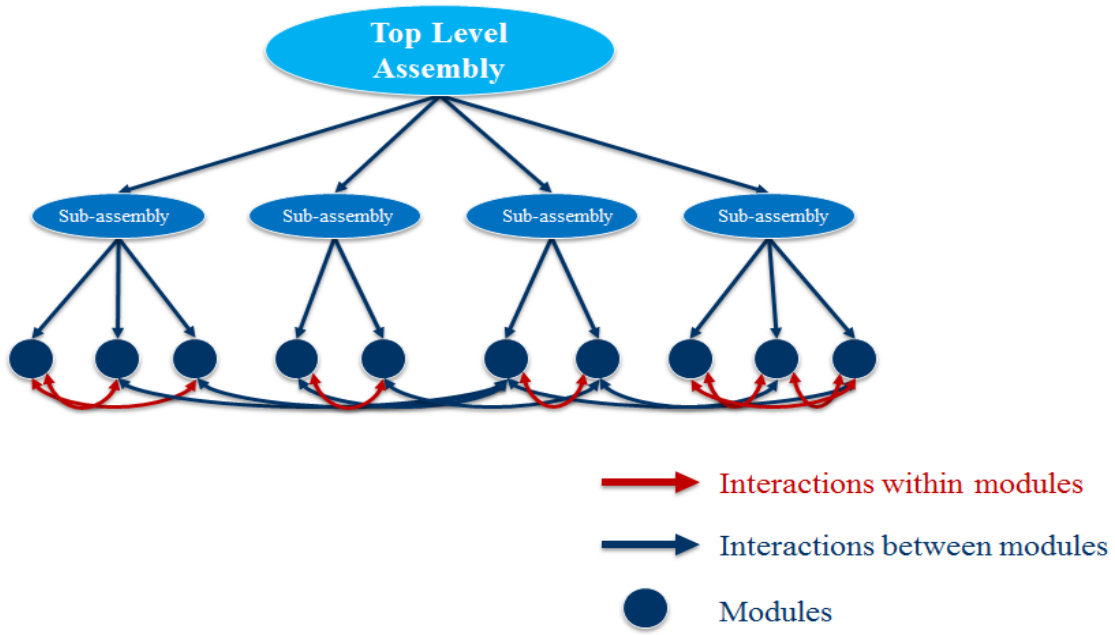 Top Level
Assembly
Sub-assembly
Sub-assembly
Sub-assembly
Sub-assembly
Interactions within modules
Interactions between modules
Modules